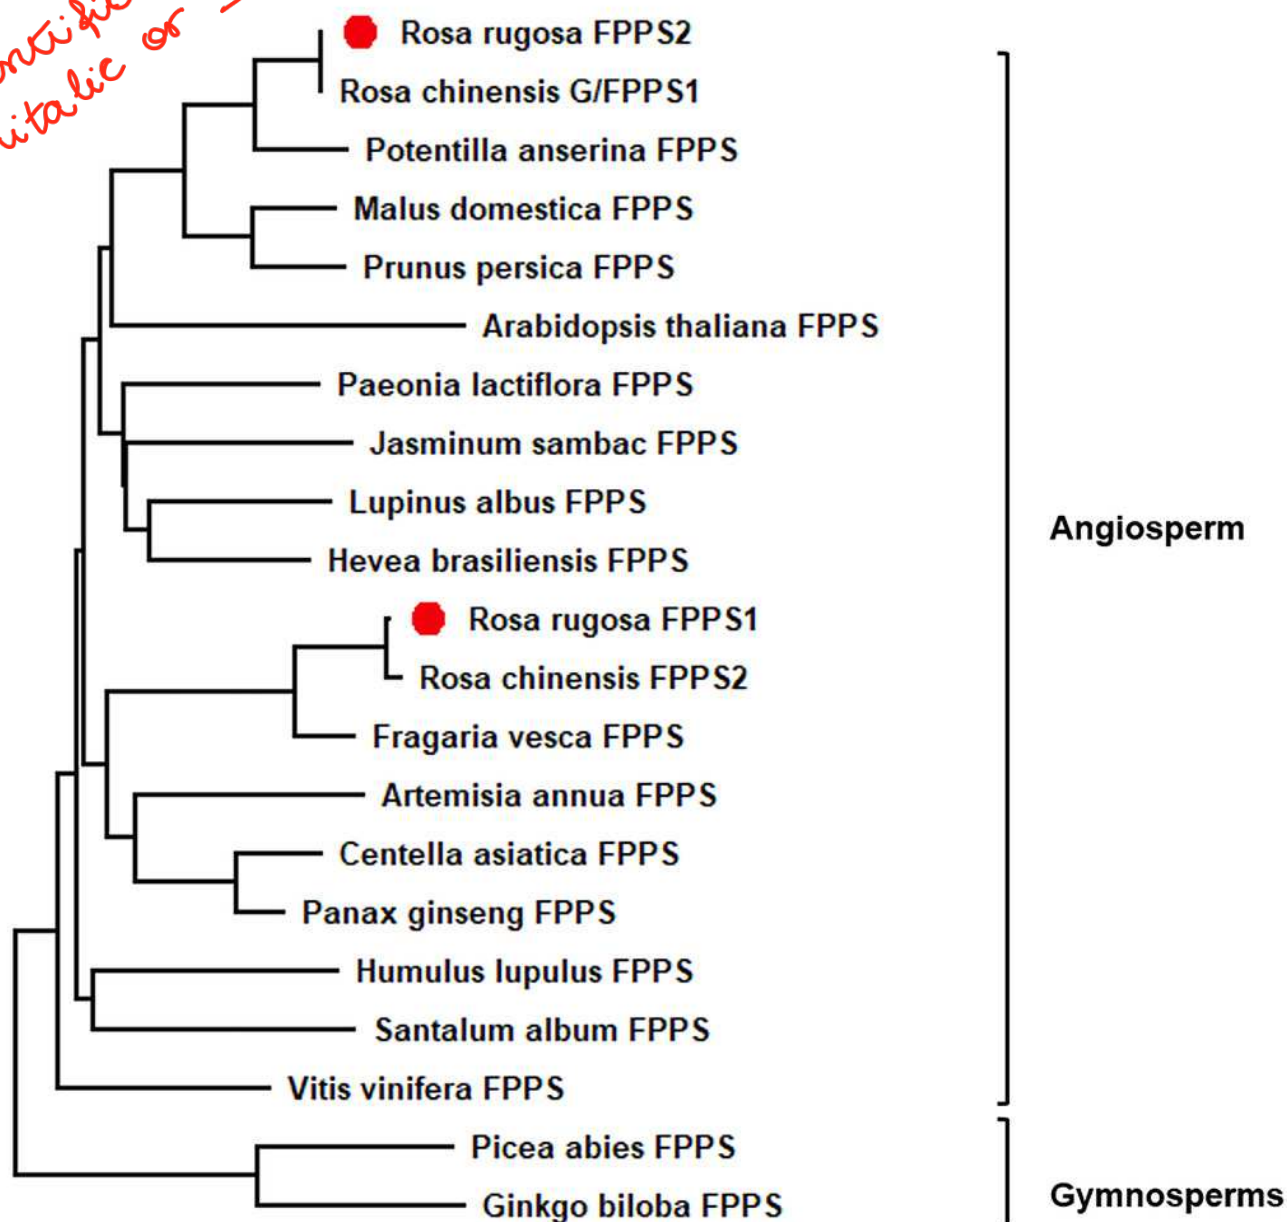 italic or
Rosa rugosa FPPS2
Rosa chinensis G/FPPS1
Potentilla anserina FPPS
Malus domestica FPPS
Prunus persica FPPS
Arabidopsis thaliana FPPS
Paeonia lactiflora FPPS
Jasminum sambac FPPS
Lupinus albus FPPS
Hevea brasiliensis FPPS
Angiosperm
Rosa rugosa FPPS1
Rosa chinensis FPPS2
Fragaria vesca FPPS
Artemisia annua FPPS
Centella asiatica FPPS
Panax ginseng FPPS
Humulus lupulus FPPS
Santalum album FPPS
Vitis vinifera FPPS
Picea abies FPPS
Gymnosperms
Ginkgo biloba FPPS